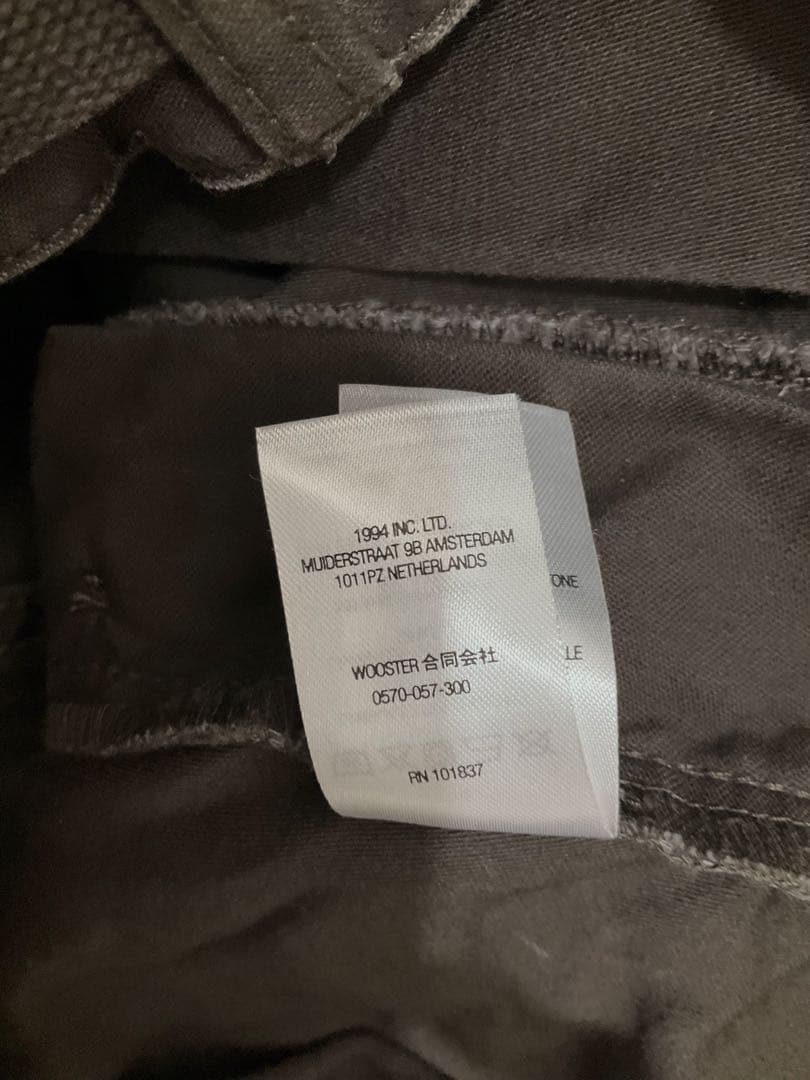 1994 INC. LTD.
MUIDERSTRAAT 9B AMSTERDAM
1011PZ NETHERLANDS
WOOSTER 合同会社
0570-057-300
RN 101837